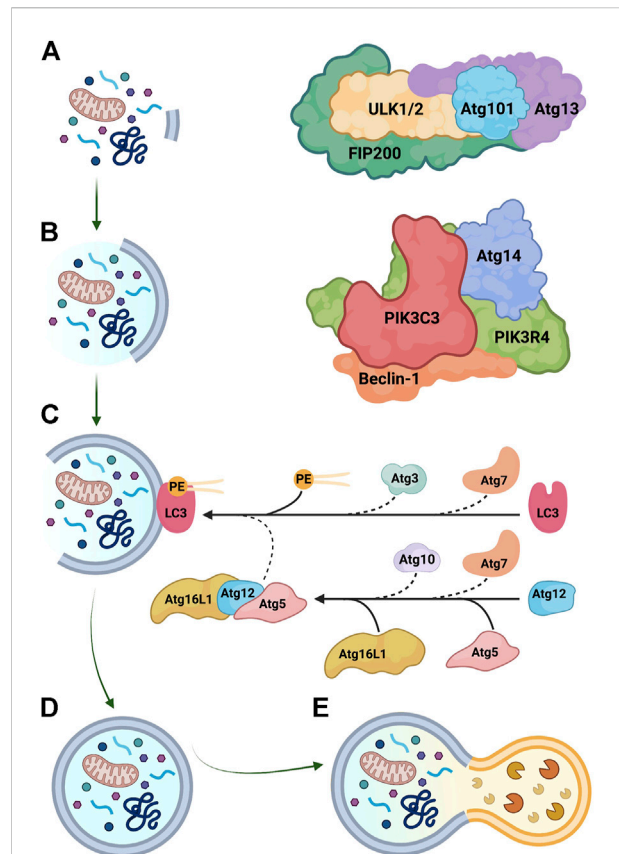 A
ULK1/2
Atg101
Atg13
FIP200
B
Atg14
PIK3C3
PIK3R4
Beclin-1
C
PE
LC3
PE
Atg3
Atg7
LC3
Atg10
Atg7
Atg16L1
Atg12
Atg5
Atg12
Atg16L1
Atg5
D
E